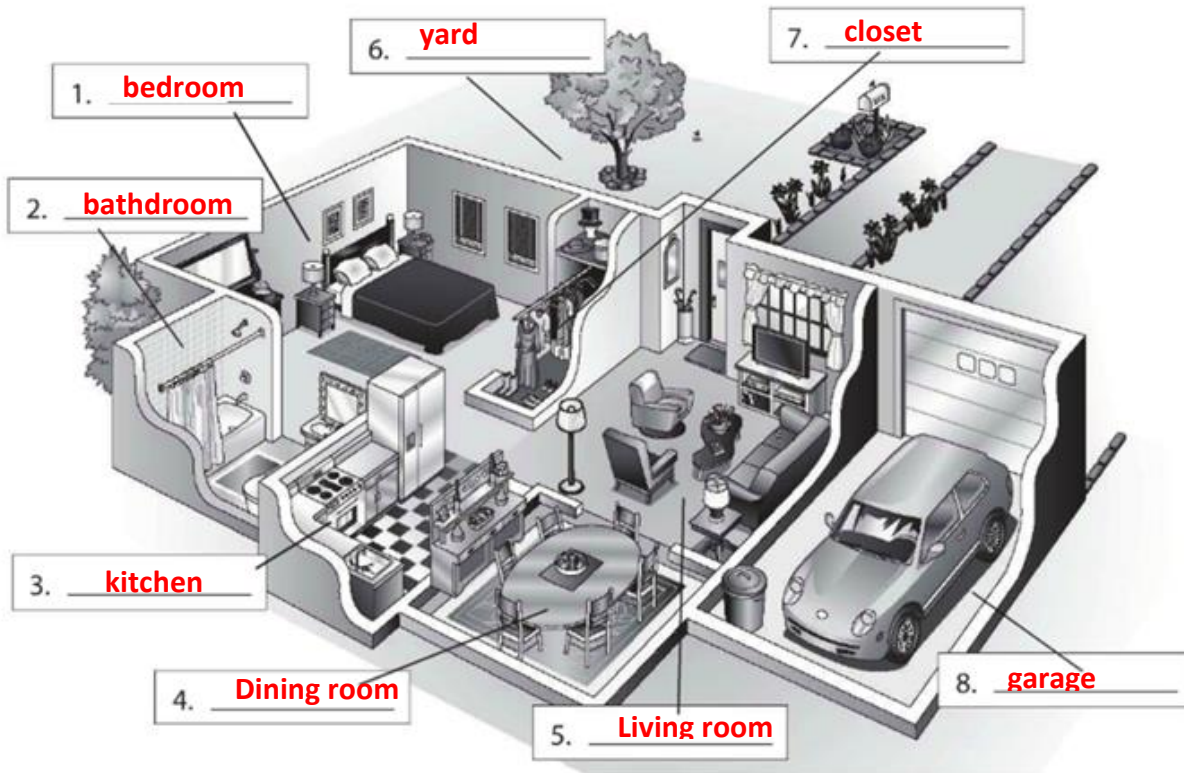 1. bedroom
2. bathdroom
3. kitchen
4. Dining room
5. Living room
6. yard
7. closet
8. garage